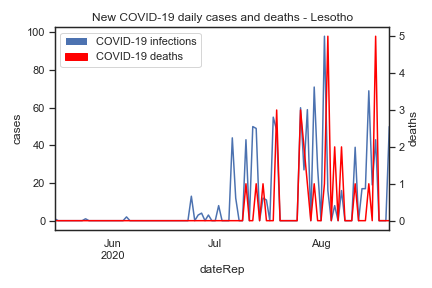 New COVID-19 daily cases and deaths - Lesotho
COVID-19 infections
COVID-19 deaths
100
80
60
40
20
0
cases
5
4
3
2
1
0
deaths
Jun
2020
Jul
Aug
dateRep